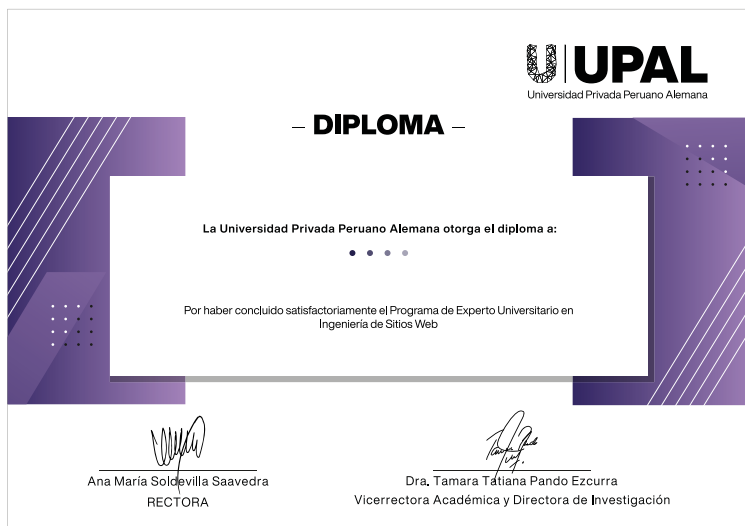 UPAL
Universidad Privada Peruano Alemana
– DIPLOMA –
La Universidad Privada Peruano Alemana otorga el diploma a:
Por haber concluido satisfactoriamente el Programa de Experto Universitario en
Ingeniería de Sitios Web
Ana María Soldevilla Saavedra
RECTORA
Dra. Tamara Tatiana Pando Ezcurra
Vicerrectora Académica y Directora de Investigación